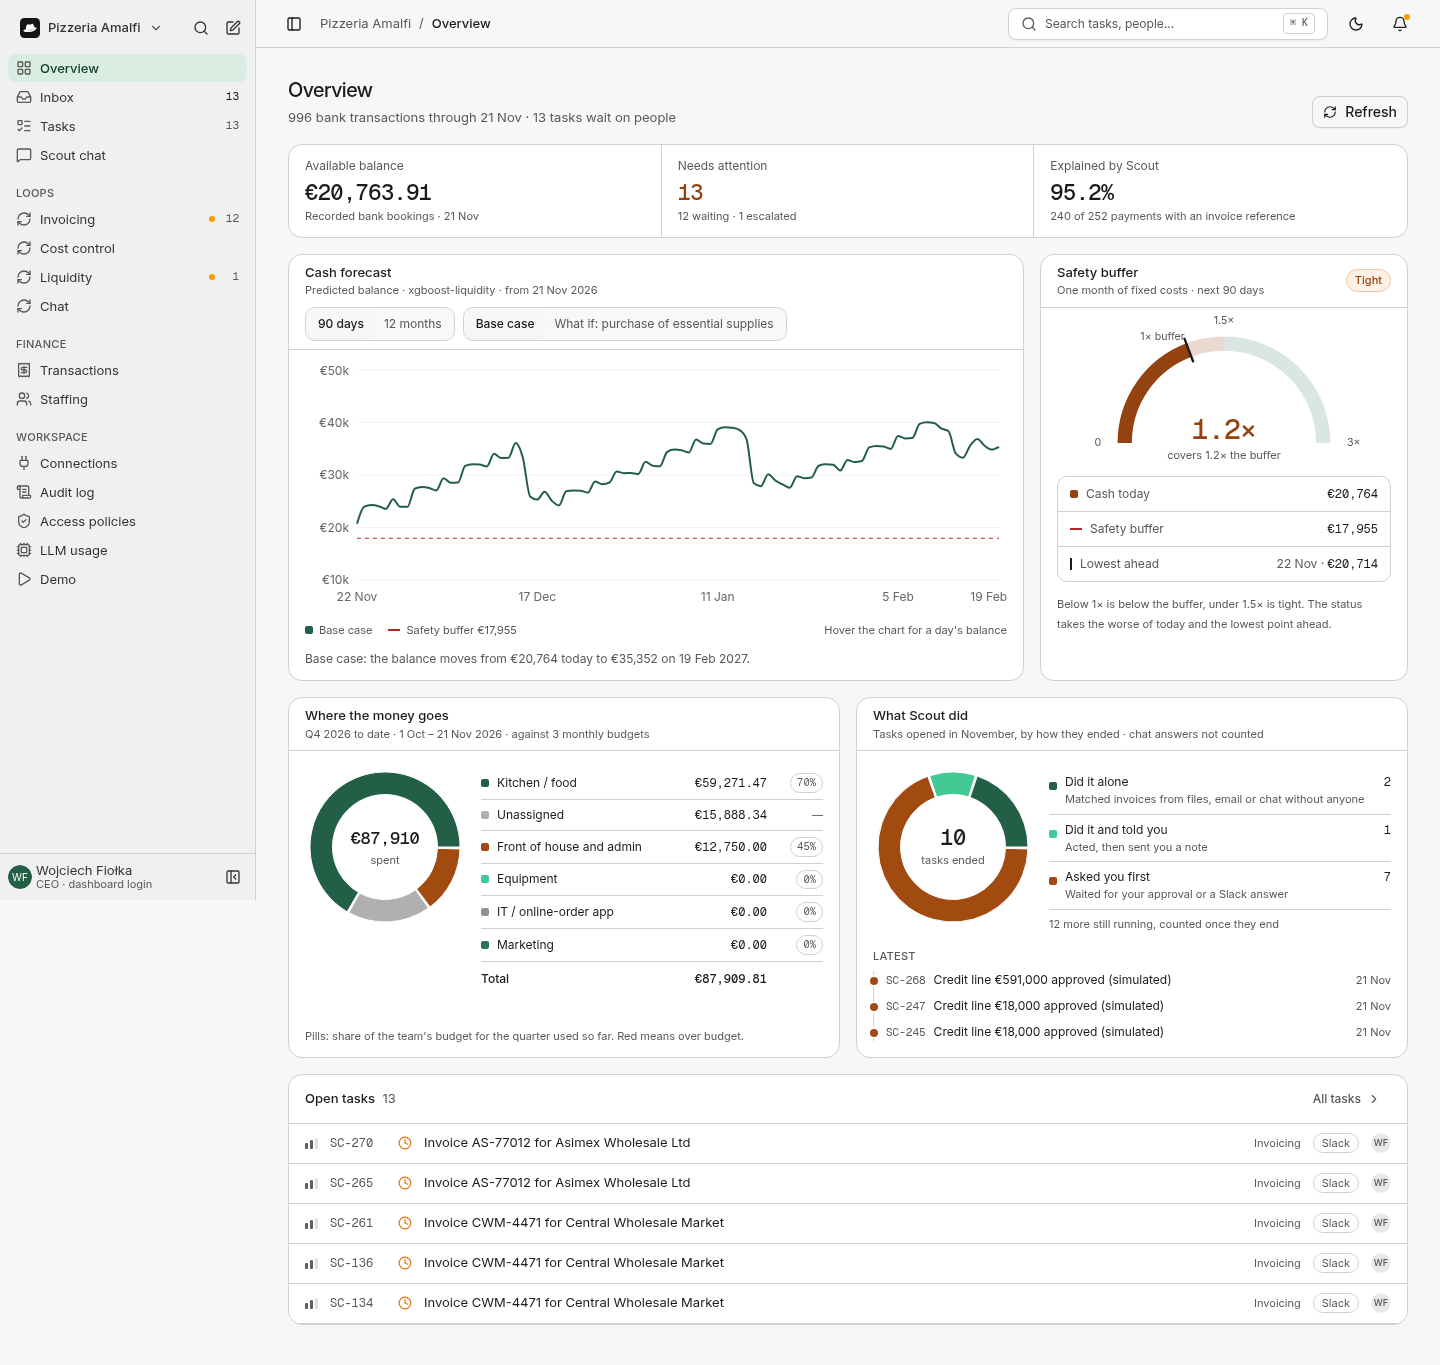 Pizzeria Amalfi
Overview
Inbox 13
Tasks 13
Scout chat
LOOPS
Invoicing 12
Cost control
Liquidity 1
Chat
FINANCE
Transactions
Staffing
WORKSPACE
Connections
Audit log
Access policies
LLM usage
Demo
WF
Wojciech Fiołka
CEO · dashboard login
Pizzeria Amalfi / Overview
Search tasks, people... ⌘ K
Overview
996 bank transactions through 21 Nov · 13 tasks wait on people
Refresh
Available balance
€20,763.91
Recorded bank bookings · 21 Nov
Needs attention
13
12 waiting · 1 escalated
Explained by Scout
95.2%
240 of 252 payments with an invoice reference
Cash forecast
Predicted balance · xgboost-liquidity · from 21 Nov 2026
90 days 12 months Base case What if: purchase of essential supplies
€50k
€40k
€30k
€20k
€10k
22 Nov 17 Dec 11 Jan 5 Feb 19 Feb
Base case Safety buffer €17,955 Hover the chart for a day's balance
Base case: the balance moves from €20,764 today to €35,352 on 19 Feb 2027.
Safety buffer
One month of fixed costs · next 90 days
Tight
1.5×
1× buffer
0 1.2× 3×
covers 1.2× the buffer
Cash today €20,764
Safety buffer €17,955
Lowest ahead 22 Nov · €20,714
Below 1× is below the buffer, under 1.5× is tight. The status
takes the worse of today and the lowest point ahead.
Where the money goes
Q4 2026 to date · 1 Oct – 21 Nov 2026 · against 3 monthly budgets
€87,910
spent
Kitchen / food €59,271.47 70%
Unassigned €15,888.34 —
Front of house and admin €12,750.00 45%
Equipment €0.00 0%
IT / online-order app €0.00 0%
Marketing €0.00 0%
Total €87,909.81
Pills: share of the team's budget for the quarter used so far. Red means over budget.
What Scout did
Tasks opened in November, by how they ended · chat answers not counted
10
tasks ended
Did it alone 2
Matched invoices from files, email or chat without anyone
Did it and told you 1
Acted, then sent you a note
Asked you first 7
Waited for your approval or a Slack answer
12 more still running, counted once they end
LATEST
SC-268 Credit line €591,000 approved (simulated) 21 Nov
SC-247 Credit line €18,000 approved (simulated) 21 Nov
SC-245 Credit line €18,000 approved (simulated) 21 Nov
Open tasks 13 All tasks
SC-270 Invoice AS-77012 for Asimex Wholesale Ltd Invoicing Slack WF
SC-265 Invoice AS-77012 for Asimex Wholesale Ltd Invoicing Slack WF
SC-261 Invoice CWM-4471 for Central Wholesale Market Invoicing Slack WF
SC-136 Invoice CWM-4471 for Central Wholesale Market Invoicing Slack WF
SC-134 Invoice CWM-4471 for Central Wholesale Market Invoicing Slack WF